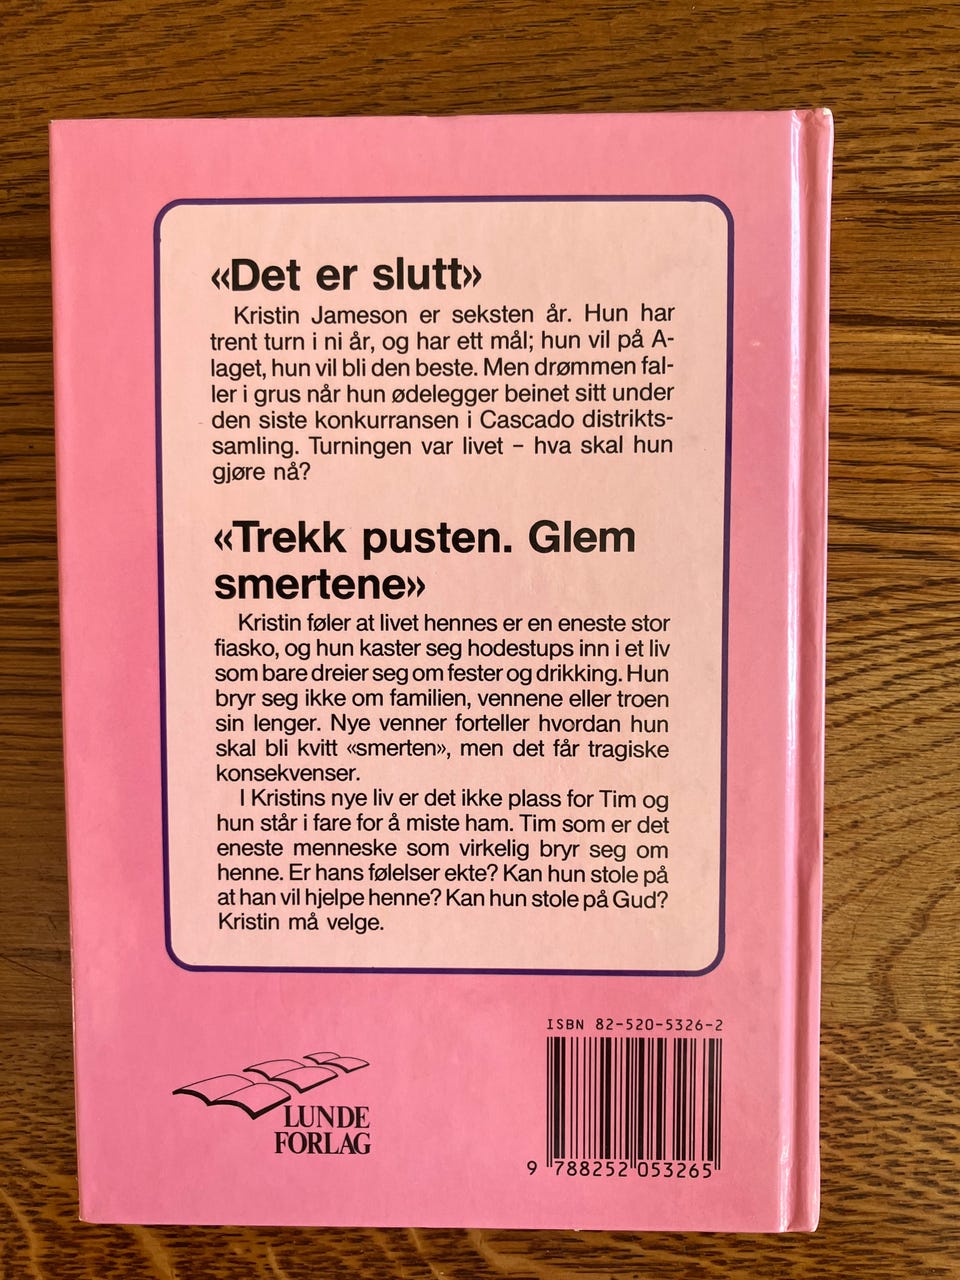 «Det er slutt»
Kristin Jameson er seksten år. Hun har
trent turn i ni år, og har ett mål; hun vil på A-
laget, hun vil bli den beste. Men drømmen fal-
ler i grus når hun ødelegger beinet sitt under
den siste konkurransen i Cascado distrikts-
samling. Turningen var livet – hva skal hun
gjøre nå?
«Trekk pusten. Glem
smertene»
Kristin føler at livet hennes er en eneste stor
fiasko, og hun kaster seg hodestups inn i et liv
som bare dreier seg om fester og drikking. Hun
bryr seg ikke om familien, vennene eller troen
sin lenger. Nye venner forteller hvordan hun
skal bli kvitt «smerten», men det får tragiske
konsekvenser.
I Kristins nye liv er det ikke plass for Tim og
hun står i fare for å miste ham. Tim som er det
eneste menneske som virkelig bryr seg om
henne. Er hans følelser ekte? Kan hun stole på
at han vil hjelpe henne? Kan hun stole på Gud?
Kristin må velge.
ISBN 82-520-5326-2
9 788252 053265
LUNDE
FORLAG